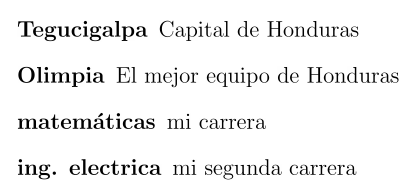 Tegucigalpa Capital de Honduras
Olimpia El mejor equipo de Honduras
matemáticas mi carrera
ing. electrica mi segunda carrera